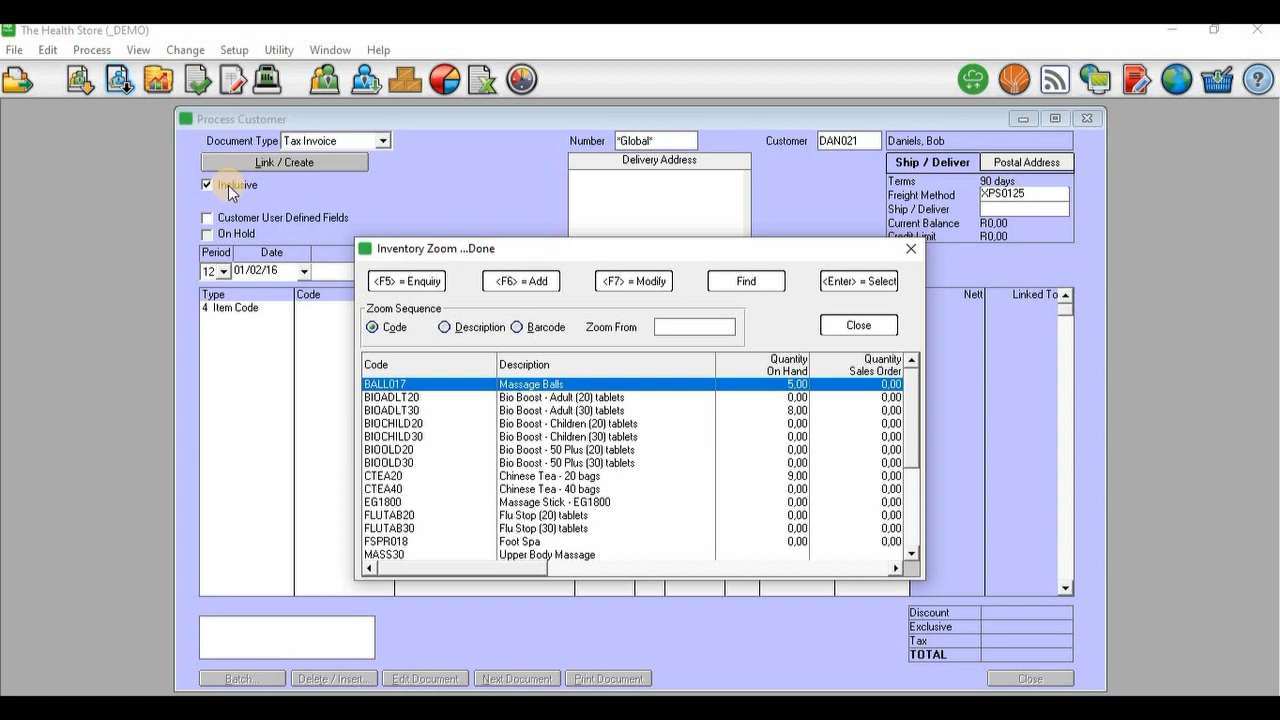 The Health Store (_DEMO)
File Edit Process View Change Setup Utility Window Help
Process Customer
Document Type Tax Invoice Number *Global* Customer DAN021 Daniels, Bob
Link / Create Delivery Address Ship / Deliver Postal Address
Inclusive Terms 90 days
Freight Method XPS0125
Customer User Defined Fields Ship / Deliver
On Hold Current Balance R0,00
Credit Limit R0,00
Period Date
12 01/02/16
Type Code Nett Linked To
4 Item Code
Inventory Zoom ...Done
<F5> = Enquiry <F6> = Add <F7> = Modify Find <Enter> = Select
Zoom Sequence
Code Description Barcode Zoom From Close
Code Description Quantity On Hand Quantity Sales Order
BALL017 Massage Balls 5,00 0,00
BIOADLT20 Bio Boost - Adult (20) tablets 0,00 0,00
BIOADLT30 Bio Boost - Adult (30) tablets 8,00 0,00
BIOCHILD20 Bio Boost - Children (20) tablets 0,00 0,00
BIOCHILD30 Bio Boost - Children (30) tablets 0,00 0,00
BIOOLD20 Bio Boost - 50 Plus (20) tablets 0,00 0,00
BIOOLD30 Bio Boost - 50 Plus (30) tablets 0,00 0,00
CTEA20 Chinese Tea - 20 bags 9,00 0,00
CTEA40 Chinese Tea - 40 bags 0,00 0,00
EG1800 Massage Stick - EG1800 0,00 0,00
FLUTAB20 Flu Stop (20) tablets 0,00 0,00
FLUTAB30 Flu Stop (30) tablets 0,00 0,00
FSPR018 Foot Spa 0,00 0,00
MASS30 Upper Body Massage
Discount
Exclusive
Tax
TOTAL
Batch... Delete / Insert... Edit Document Next Document Print Document Close